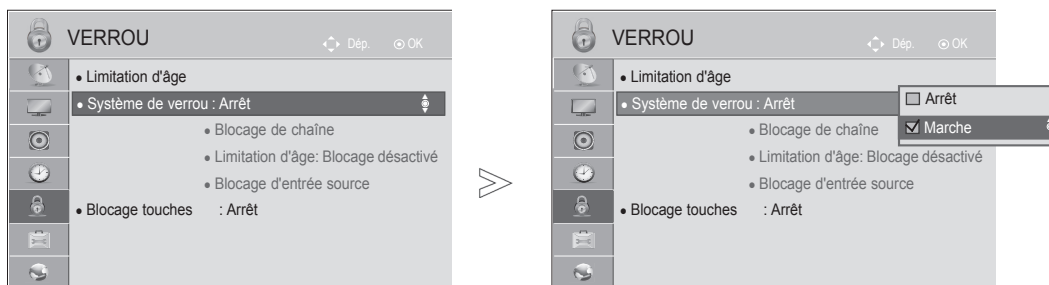 VERROU
Dép. OK
• Limitation d'âge
• Système de verrou : Arrêt
• Blocage de chaîne
• Limitation d'âge: Blocage désactivé
• Blocage d'entrée source
• Blocage touches : Arrêt
VERROU
Dép. OK
• Limitation d'âge
• Système de verrou : Arrêt
Arrêt
Marche
• Blocage de chaîne
• Limitation d'âge: Blocage désactivé
• Blocage d'entrée source
• Blocage touches : Arrêt